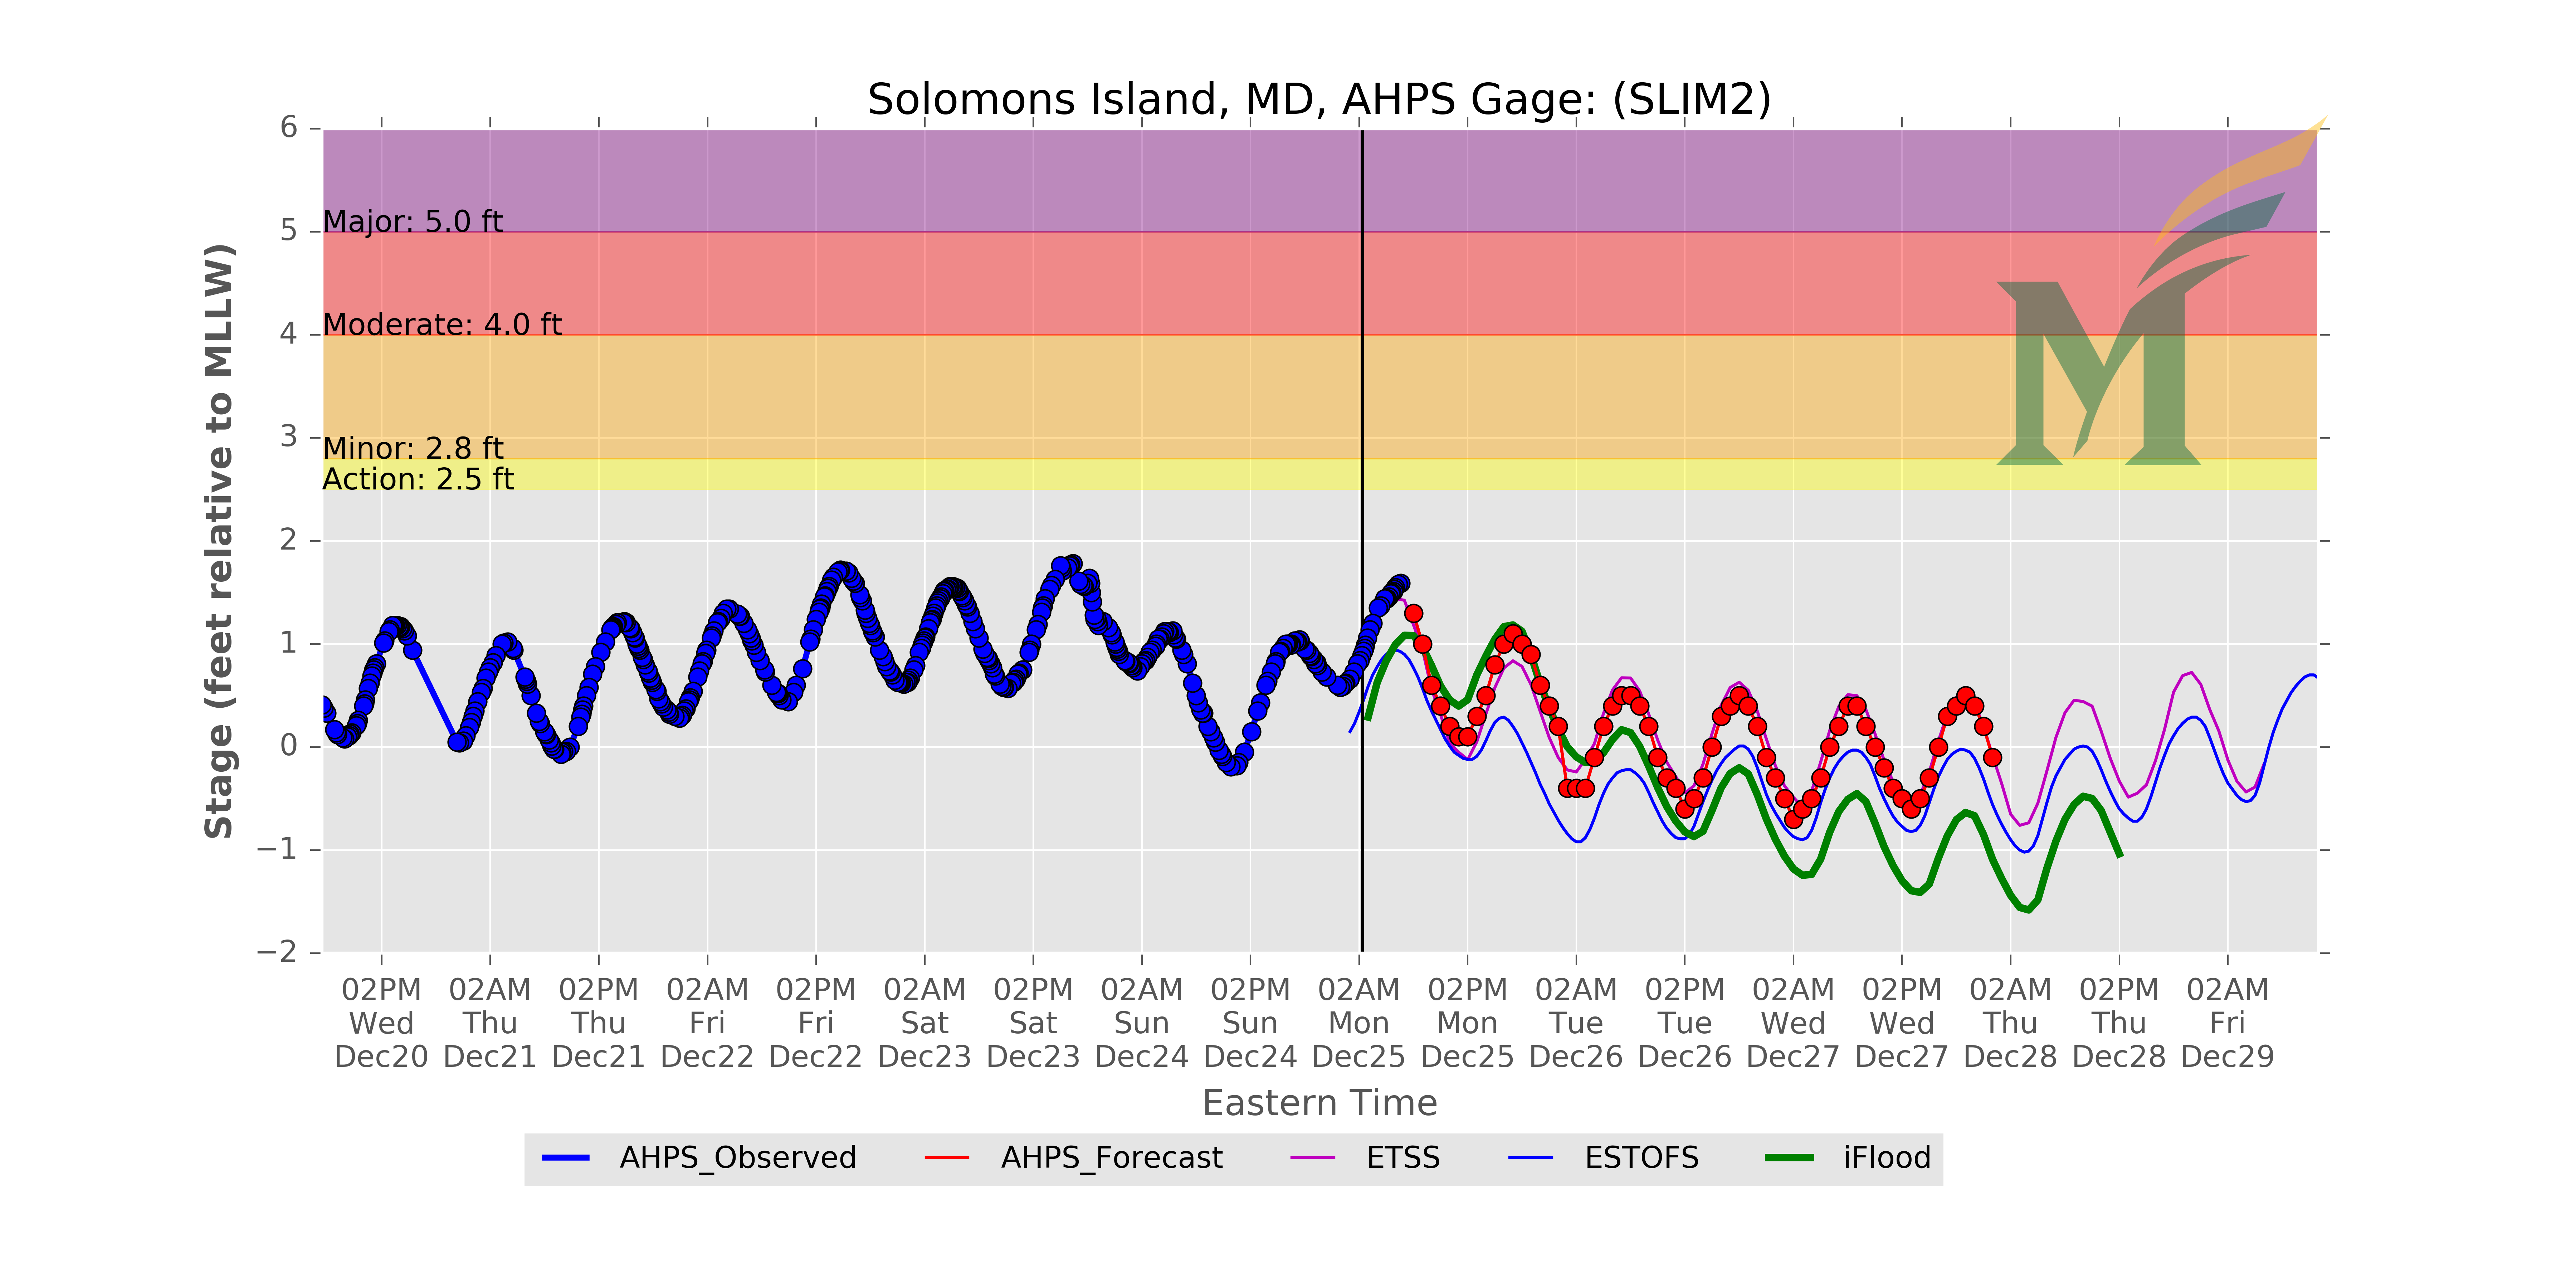 Solomons Island, MD, AHPS Gage: (SLIM2)
6
Major: 5.0 ft
5
Moderate: 4.0 ft
4
Minor: 2.8 ft
3
Action: 2.5 ft
2
1
0
−1
−2
Stage (feet relative to MLLW)
M
02PM 02AM 02PM 02AM 02PM 02AM 02PM 02AM 02PM 02AM 02PM 02AM 02PM 02AM 02PM 02AM 02PM 02AM
Wed Thu Thu Fri Fri Sat Sat Sun Sun Mon Mon Tue Tue Wed Wed Thu Thu Fri
Dec20 Dec21 Dec21 Dec22 Dec22 Dec23 Dec23 Dec24 Dec24 Dec25 Dec25 Dec26 Dec26 Dec27 Dec27 Dec28 Dec28 Dec29
Eastern Time
AHPS_Observed AHPS_Forecast ETSS ESTOFS iFlood